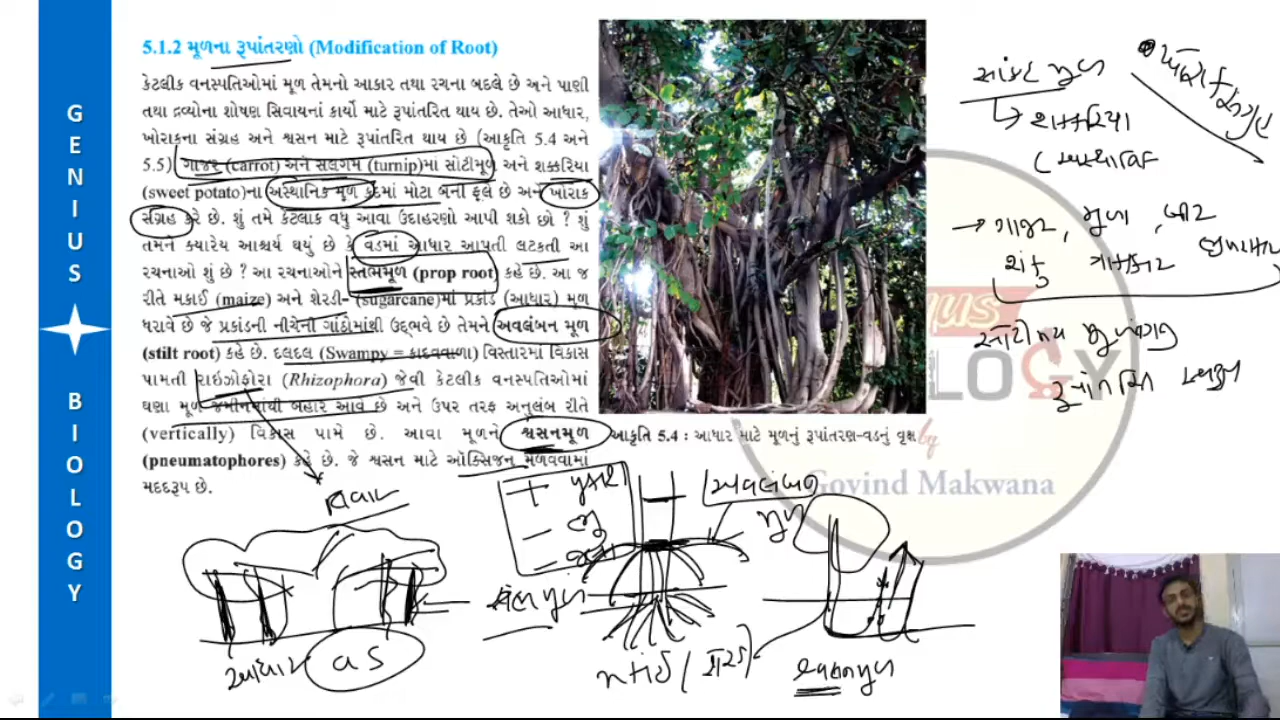 GENIUS BIOLOGY
5.1.2 મૂળના રૂપાંતરણો (Modification of Root)
કેટલીક વનસ્પતિઓમાં મૂળ તેમનો આકાર તથા રચના બદલે છે અને પાણી
તથા દ્રવ્યોના શોષણ સિવાયનાં કાર્યો માટે રૂપાંતરિત થાય છે. તેઓ આધાર,
ખોરાકના સંગ્રહ અને શ્વસન માટે રૂપાંતરિત થાય છે (આકૃતિ 5.4 અને
5.5) ગાજર (carrot) અને સલગમ (turnip)માં સોટીમૂળ અને શક્કરિયા
(sweet potato)ના અસ્થાનિક મૂળ કદમાં મોટા બની ફૂલે છે અને ખોરાક
સંગ્રહ કરે છે. શું તમે કેટલાક વધુ આવા ઉદાહરણો આપી શકો છો ? શું
તમને ક્યારેય આશ્ચર્ય થયું છે કે વડમાં આધાર આપતી લટકતી આ
રચનાઓ શું છે ? આ રચનાઓને સ્તંભમૂળ (prop root) કહે છે. આ જ
રીતે મકાઈ (maize) અને શેરડી (sugarcane)માં પ્રકાંડ (આધાર) મૂળ
ધરાવે છે જે પ્રકાંડની નીચેની ગાંઠોમાંથી ઉદ્ભવે છે તેમને અવલંબન મૂળ
(stilt root) કહે છે. દલદલ (Swampy = કાદવવાળા) વિસ્તારમાં વિકાસ
પામતી રાઇઝોફોરા (Rhizophora) જેવી કેટલીક વનસ્પતિઓમાં
ઘણા મૂળ જમીનમાંથી બહાર આવે છે અને ઉપર તરફ અનુલંબ રીતે
(vertically) વિકાસ પામે છે. આવા મૂળને શ્વસનમૂળ
(pneumatophores) કહે છે. જે શ્વસન માટે ઑક્સિજન મેળવવામાં
મદદરૂપ છે.
આકૃતિ 5.4 : આધાર માટે મૂળનું રૂપાંતરણ-વડનું વૃક્ષ
by
Govind Makwana
સાકંદ મુળ
શક્કરિયા
ગાજર, મુળા, બીટ
શંકુ
અવલંબન
મુળ
સ્તંભમુળ
આધાર
વડ
મકાઈ (શેરડી)
શ્વસનમુળ